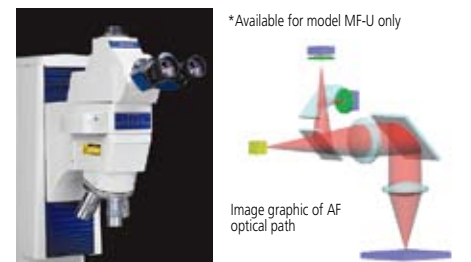 *Available for model MF-U only
Image graphic of AF
optical path